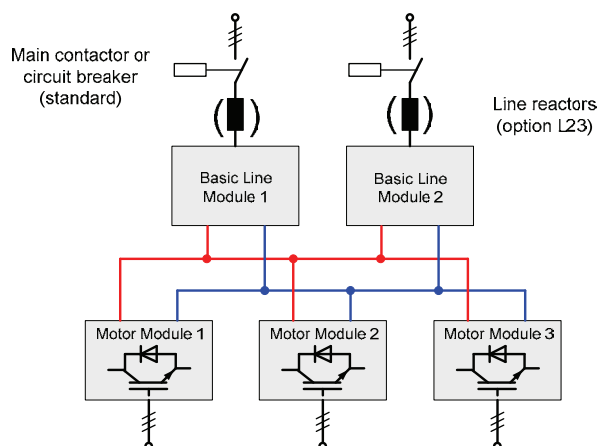 Main contactor or
circuit breaker
(standard)
Line reactors
(option L23)
Basic Line
Module 1
Basic Line
Module 2
Motor Module 1
Motor Module 2
Motor Module 3